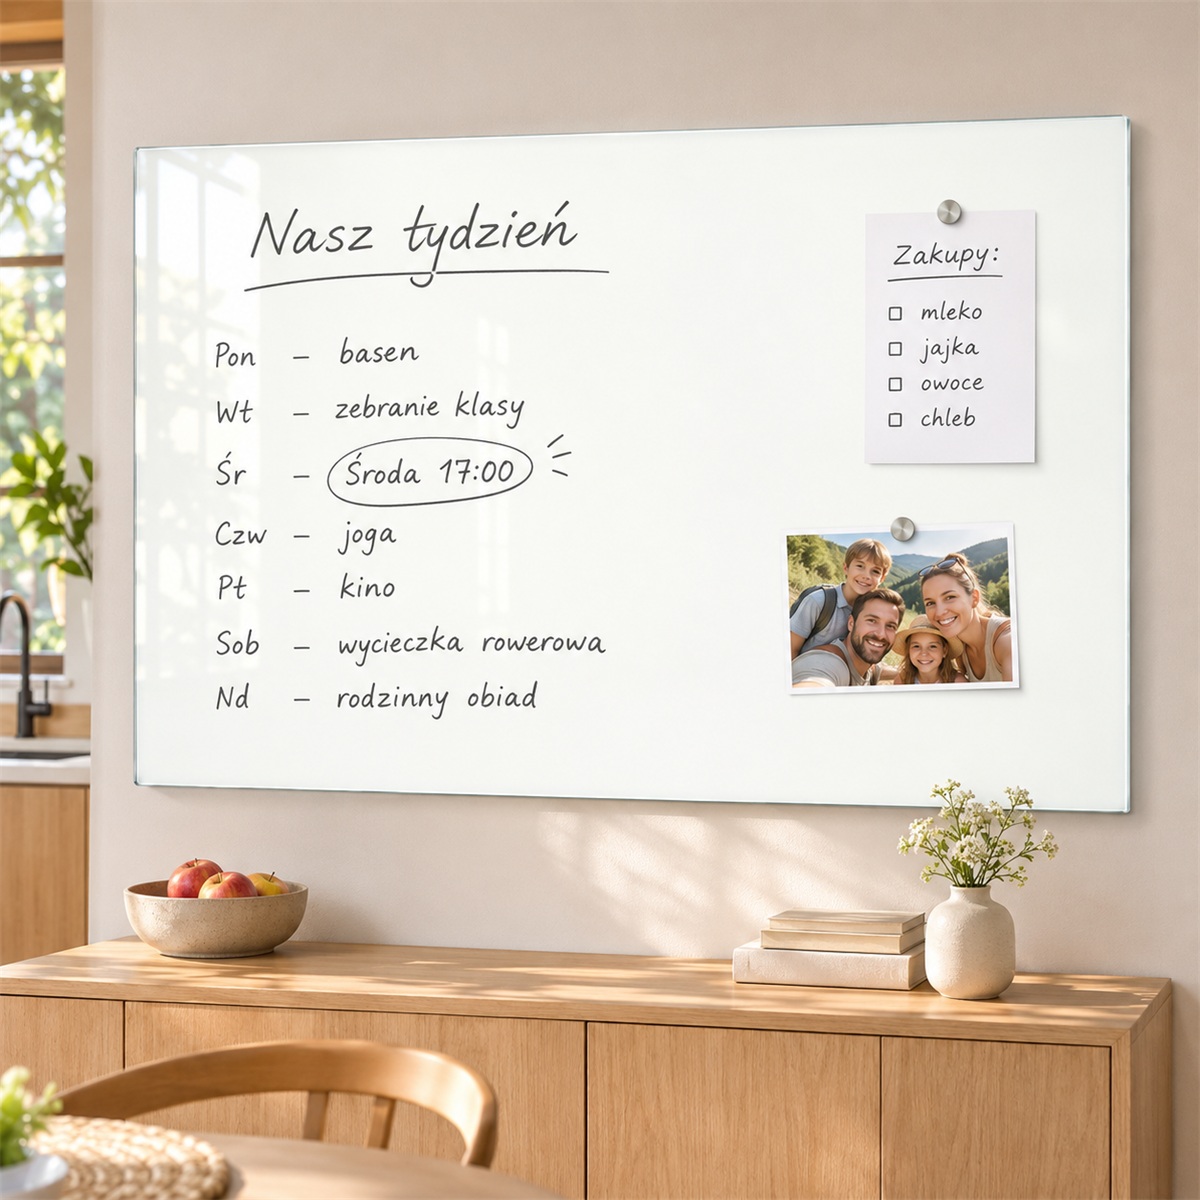 Nasz tydzień
Pon – basen
Wt – zebranie klasy
Śr – Środa 17:00
Czw – joga
Pt – kino
Sob – wycieczka rowerowa
Nd – rodzinny obiad
Zakupy:
☐ mleko
☐ jajka
☐ owoce
☐ chleb